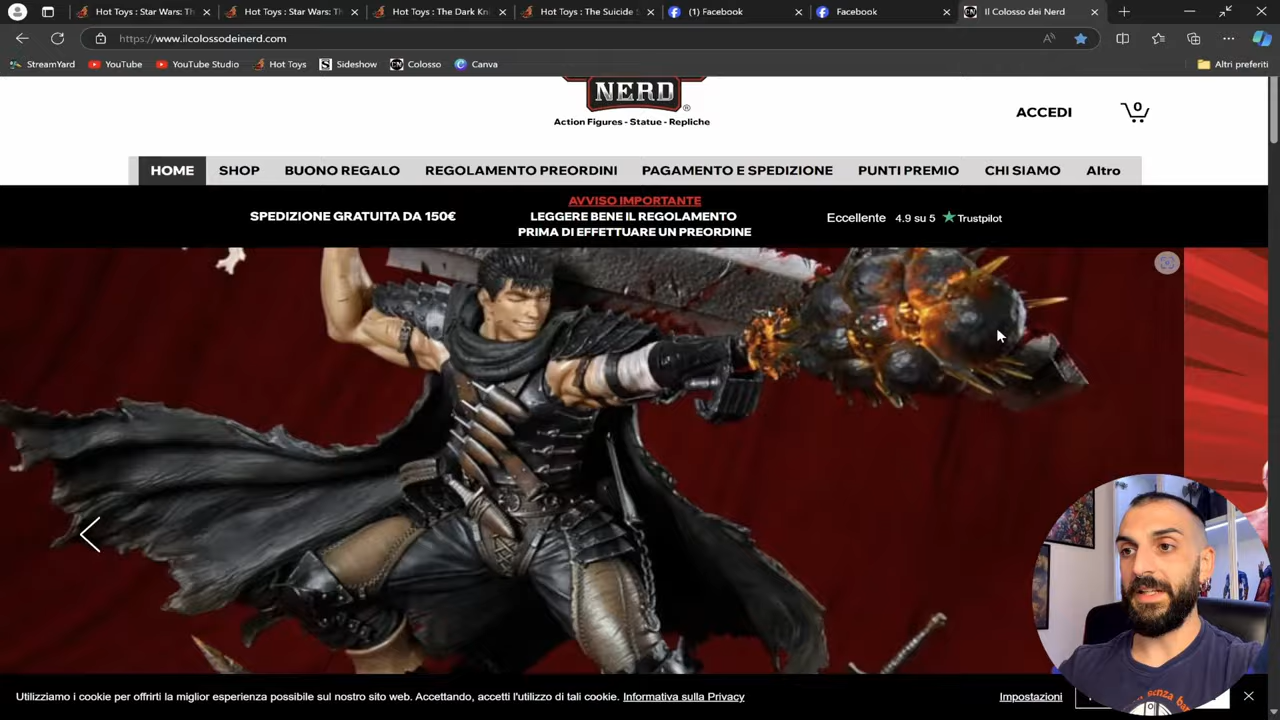 Hot Toys : Star Wars: Th
Hot Toys : Star Wars: Th
Hot Toys : The Dark Kni
Hot Toys : The Suicide S
(1) Facebook
Facebook
Il Colosso dei Nerd
https://www.ilcolossodeinerd.com
StreamYard
YouTube
YouTube Studio
Hot Toys
Sideshow
Colosso
Canva
Altri preferiti
NERD
Action Figures - Statue - Repliche
ACCEDI
0
HOME
SHOP
BUONO REGALO
REGOLAMENTO PREORDINI
PAGAMENTO E SPEDIZIONE
PUNTI PREMIO
CHI SIAMO
Altro
SPEDIZIONE GRATUITA DA 150€
AVVISO IMPORTANTE
LEGGERE BENE IL REGOLAMENTO
PRIMA DI EFFETTUARE UN PREORDINE
Eccellente 4.9 su 5 Trustpilot
Utilizziamo i cookie per offrirti la miglior esperienza possibile sul nostro sito web. Accettando, accetti l'utilizzo di tali cookie. Informativa sulla Privacy
Impostazioni